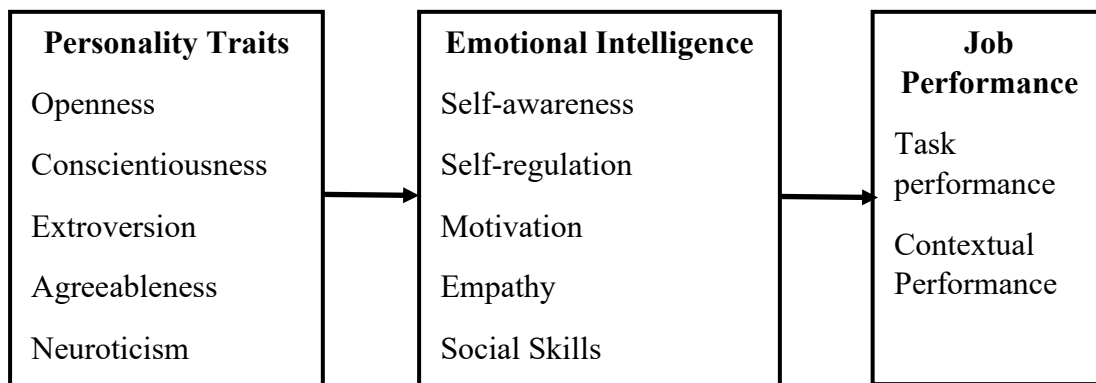 Personality Traits
Openness
Conscientiousness
Extroversion
Agreeableness
Neuroticism
Emotional Intelligence
Self-awareness
Self-regulation
Motivation
Empathy
Social Skills
Job
Performance
Task
performance
Contextual
Performance